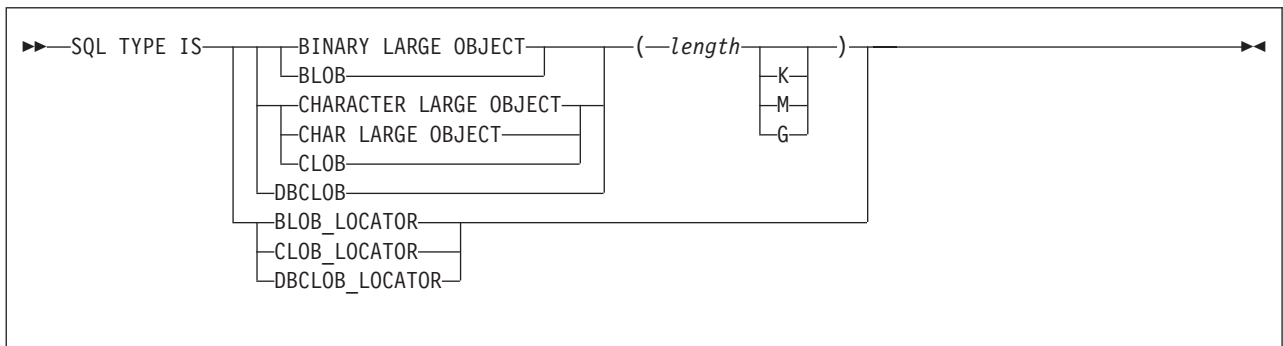 SQL TYPE IS BINARY LARGE OBJECT ( length )
BLOB K
CHARACTER LARGE OBJECT M
CHAR LARGE OBJECT G
CLOB
DBCLOB
BLOB_LOCATOR
CLOB_LOCATOR
DBCLOB_LOCATOR